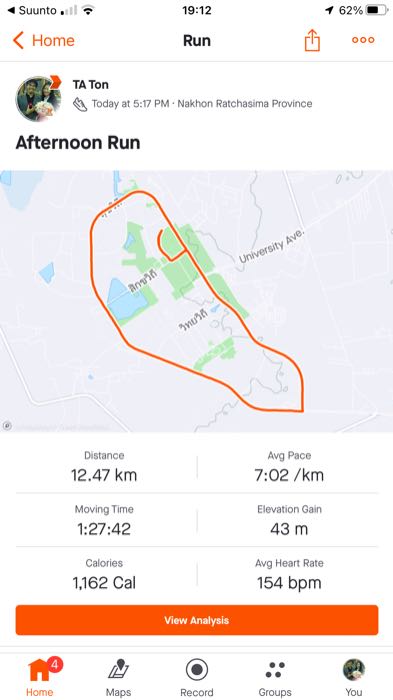 ◀ Suunto 19:12 62%
Home Run
TA Ton
Today at 5:17 PM · Nakhon Ratchasima Province
Afternoon Run
University Ave.
สิกขวิถี
วิทยวิถี
Distance Avg Pace
12.47 km 7:02 /km
Moving Time Elevation Gain
1:27:42 43 m
Calories Avg Heart Rate
1,162 Cal 154 bpm
View Analysis
4
Home Maps Record Groups You